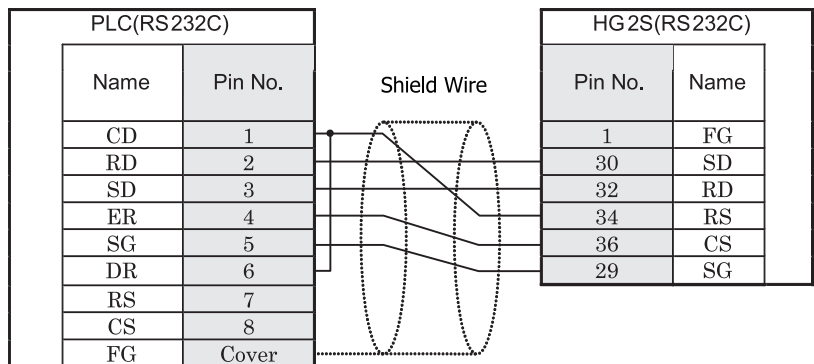 PLC(RS232C) HG2S(RS232C)
Name Pin No. Shield Wire Pin No. Name
CD 1 1 FG
RD 2 30 SD
SD 3 32 RD
ER 4 34 RS
SG 5 36 CS
DR 6 29 SG
RS 7
CS 8
FG Cover